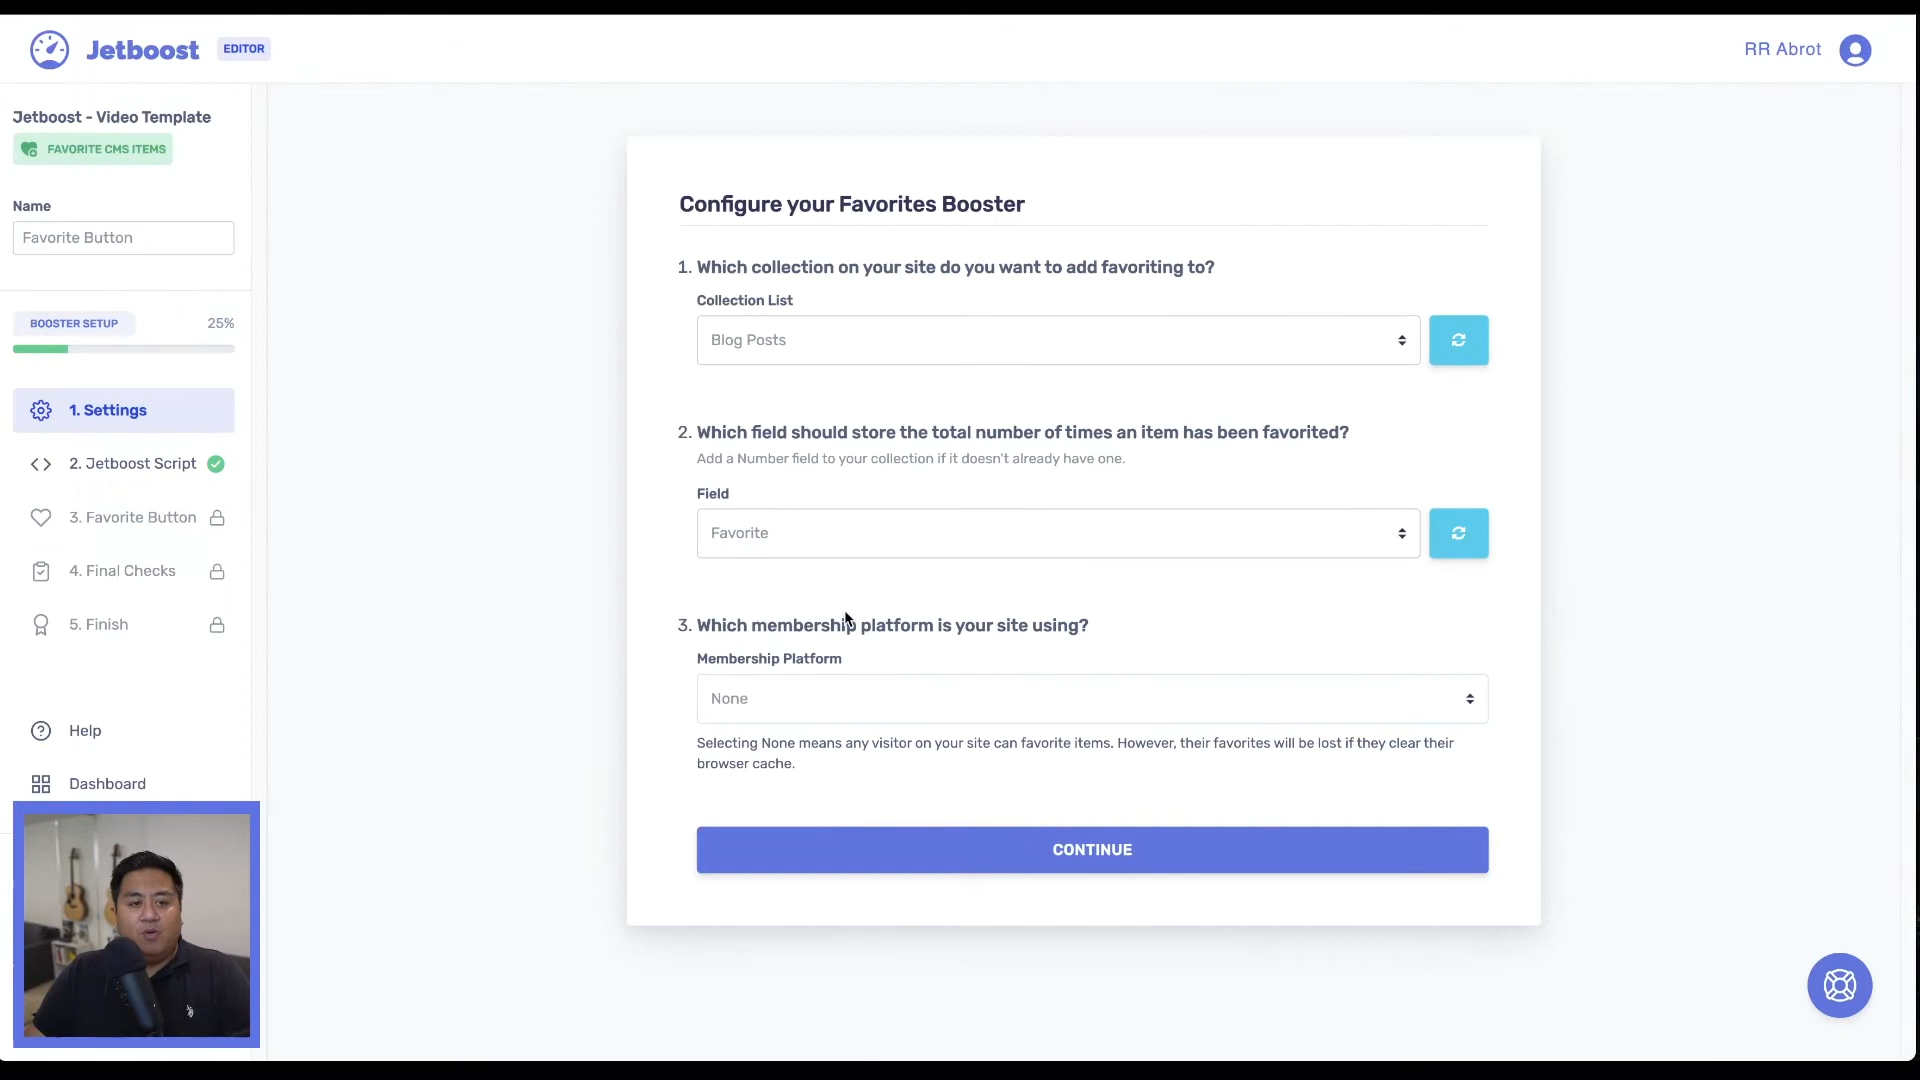 Jetboost
EDITOR
RR Abrot
Jetboost - Video Template
FAVORITE CMS ITEMS
Name
Favorite Button
BOOSTER SETUP
25%
1. Settings
2. Jetboost Script
3. Favorite Button
4. Final Checks
5. Finish
Help
Dashboard
Configure your Favorites Booster
1. Which collection on your site do you want to add favoriting to?
Collection List
Blog Posts
2. Which field should store the total number of times an item has been favorited?
Add a Number field to your collection if it doesn't already have one.
Field
Favorite
3. Which membership platform is your site using?
Membership Platform
None
Selecting None means any visitor on your site can favorite items. However, their favorites will be lost if they clear their
browser cache.
CONTINUE